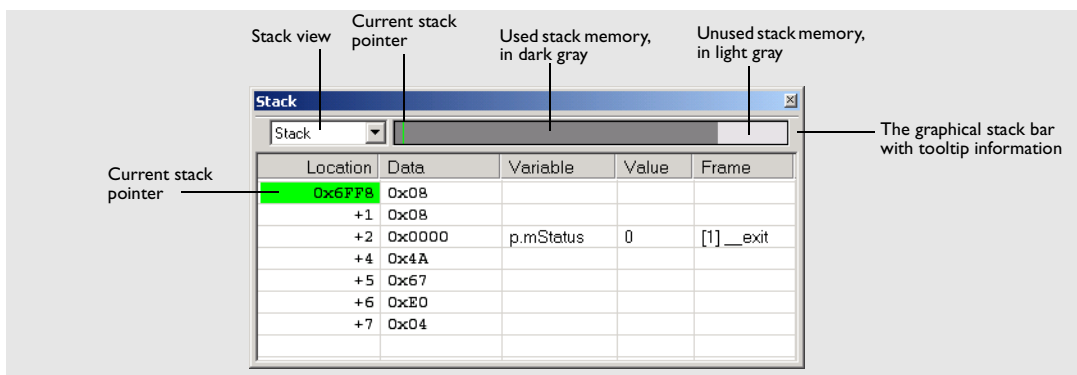 Stack view
Current stack
pointer
Used stack memory,
in dark gray
Unused stack memory,
in light gray
Stack
Stack
The graphical stack bar
with tooltip information
Current stack
pointer
Location Data Variable Value Frame
0x6FF8 0x08
+1 0x08
+2 0x0000 p.mStatus 0 [1] __exit
+4 0x4A
+5 0x67
+6 0xE0
+7 0x04